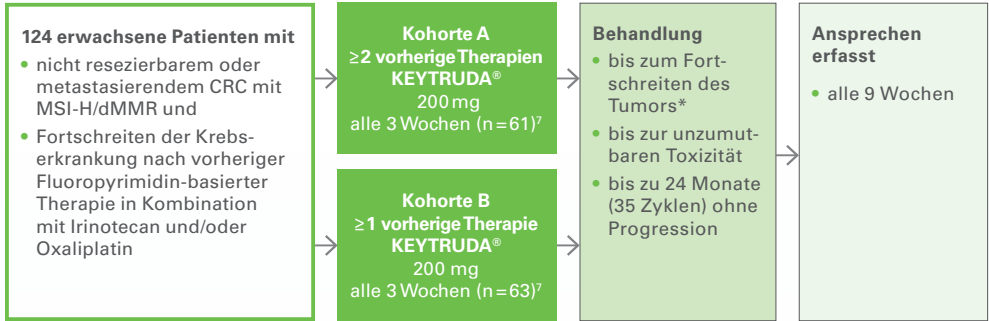 124 erwachsene Patienten mit
• nicht resezierbarem oder
metastasierendem CRC mit
MSI-H/dMMR und
• Fortschreiten der Krebs-
erkrankung nach vorheriger
Fluoropyrimidin-basierter
Therapie in Kombination
mit Irinotecan und/oder
Oxaliplatin
Kohorte A
≥2 vorherige Therapien
KEYTRUDA®
200 mg
alle 3 Wochen (n=61)⁷
Kohorte B
≥1 vorherige Therapie
KEYTRUDA®
200 mg
alle 3 Wochen (n=63)⁷
Behandlung
• bis zum Fort-
schreiten des
Tumors*
• bis zur unzumut-
baren Toxizität
• bis zu 24 Monate
(35 Zyklen) ohne
Progression
Ansprechen
erfasst
• alle 9 Wochen